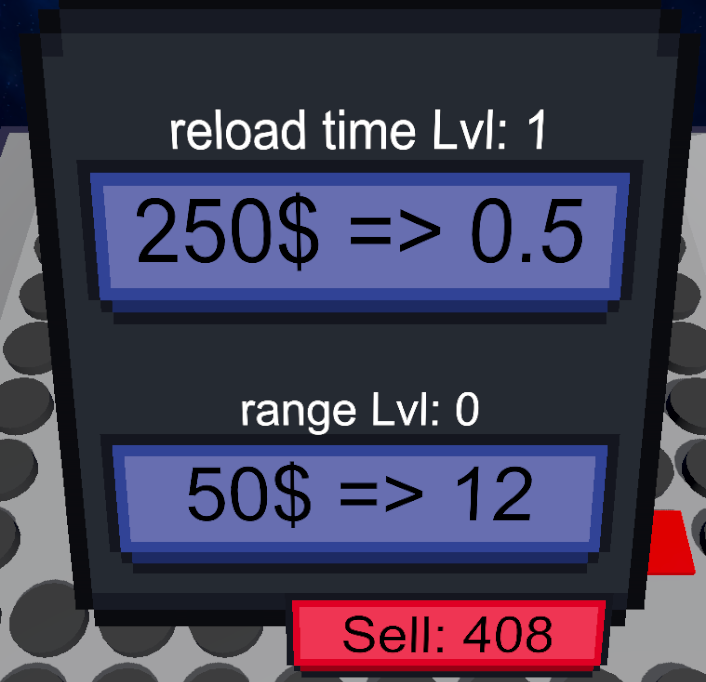 reload time Lvl: 1
250$ => 0.5
range Lvl: 0
50$ => 12
Sell: 408